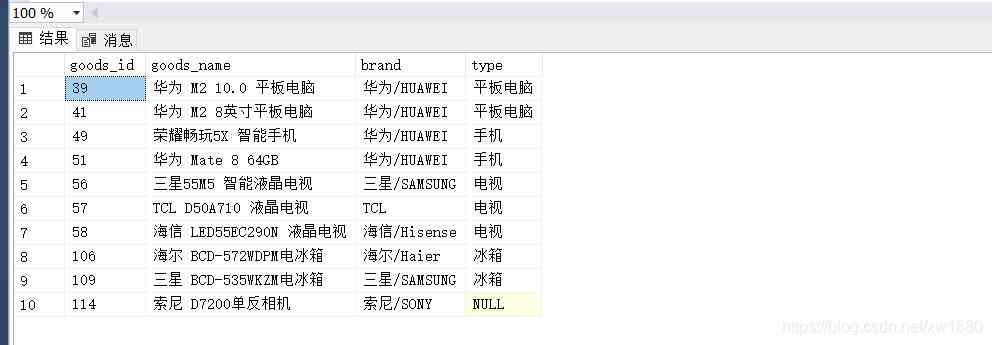 100 %
结果 消息
goods_id goods_name brand type
1 39 华为 M2 10.0 平板电脑 华为/HUAWEI 平板电脑
2 41 华为 M2 8英寸平板电脑 华为/HUAWEI 平板电脑
3 49 荣耀畅玩5X 智能手机 华为/HUAWEI 手机
4 51 华为 Mate 8 64GB 华为/HUAWEI 手机
5 56 三星55M5 智能液晶电视 三星/SAMSUNG 电视
6 57 TCL D50A710 液晶电视 TCL 电视
7 58 海信 LED55EC290N 液晶电视 海信/Hisense 电视
8 106 海尔 BCD-572WDPM电冰箱 海尔/Haier 冰箱
9 109 三星 BCD-535WKZM电冰箱 三星/SAMSUNG 冰箱
10 114 索尼 D7200单反相机 索尼/SONY NULL
https://blog.csdn.net/xw1680